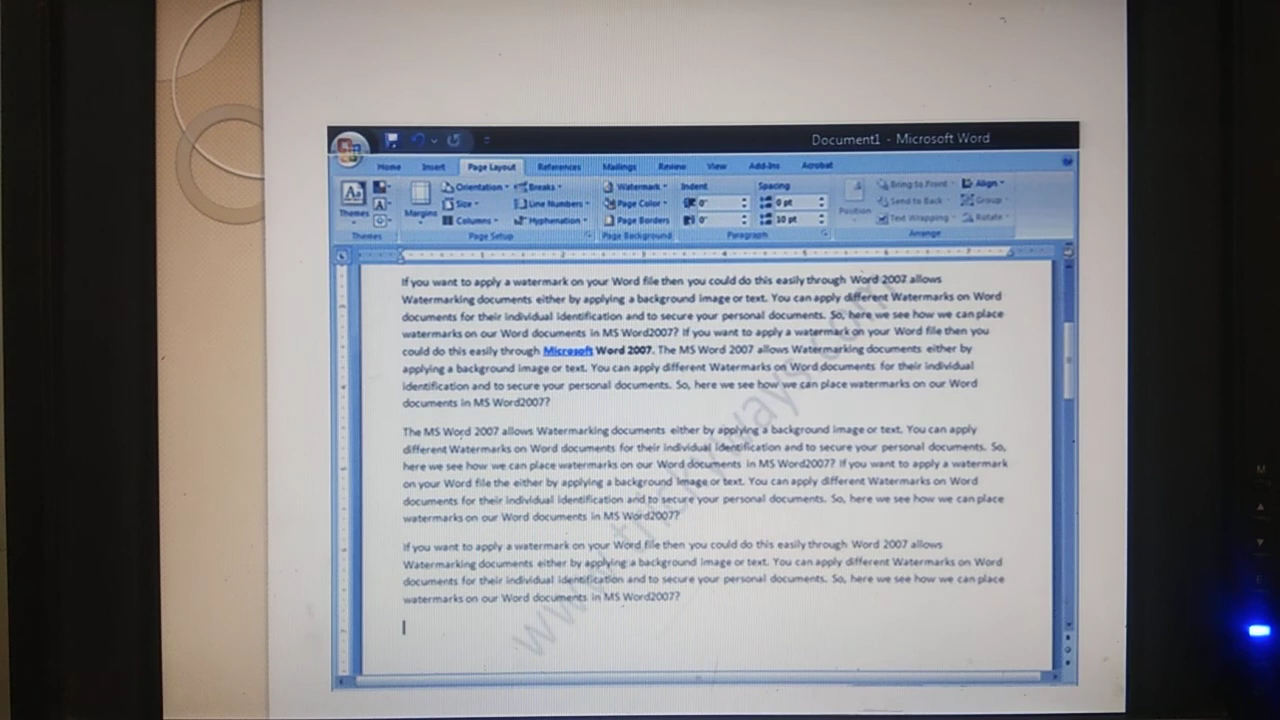 Document1 - Microsoft Word
Home Insert Page Layout References Mailings Review View Add-Ins Acrobat
Themes Margins Orientation Breaks Watermark Indent Spacing Position Bring to Front Align
Size Line Numbers Page Color 0" 0 pt Send to Back Group
Columns Hyphenation Page Borders 0" 10 pt Text Wrapping Rotate
Themes Page Setup Page Background Paragraph Arrange
If you want to apply a watermark on your Word file then you could do this easily through Word 2007 allows
Watermarking documents either by applying a background image or text. You can apply different Watermarks on Word
documents for their individual identification and to secure your personal documents. So, here we see how we can place
watermarks on our Word documents in MS Word2007? If you want to apply a watermark on your Word file then you
could do this easily through Microsoft Word 2007. The MS Word 2007 allows Watermarking documents either by
applying a background image or text. You can apply different Watermarks on Word documents for their individual
identification and to secure your personal documents. So, here we see how we can place watermarks on our Word
documents in MS Word2007?
The MS Word 2007 allows Watermarking documents either by applying a background image or text. You can apply
different Watermarks on Word documents for their individual identification and to secure your personal documents. So,
here we see how we can place watermarks on our Word documents in MS Word2007? If you want to apply a watermark
on your Word file the either by applying a background image or text. You can apply different Watermarks on Word
documents for their individual identification and to secure your personal documents. So, here we see how we can place
watermarks on our Word documents in MS Word2007?
If you want to apply a watermark on your Word file then you could do this easily through Word 2007 allows
Watermarking documents either by applying a background image or text. You can apply different Watermarks on Word
documents for their individual identification and to secure your personal documents. So, here we see how we can place
watermarks on our Word documents in MS Word2007?